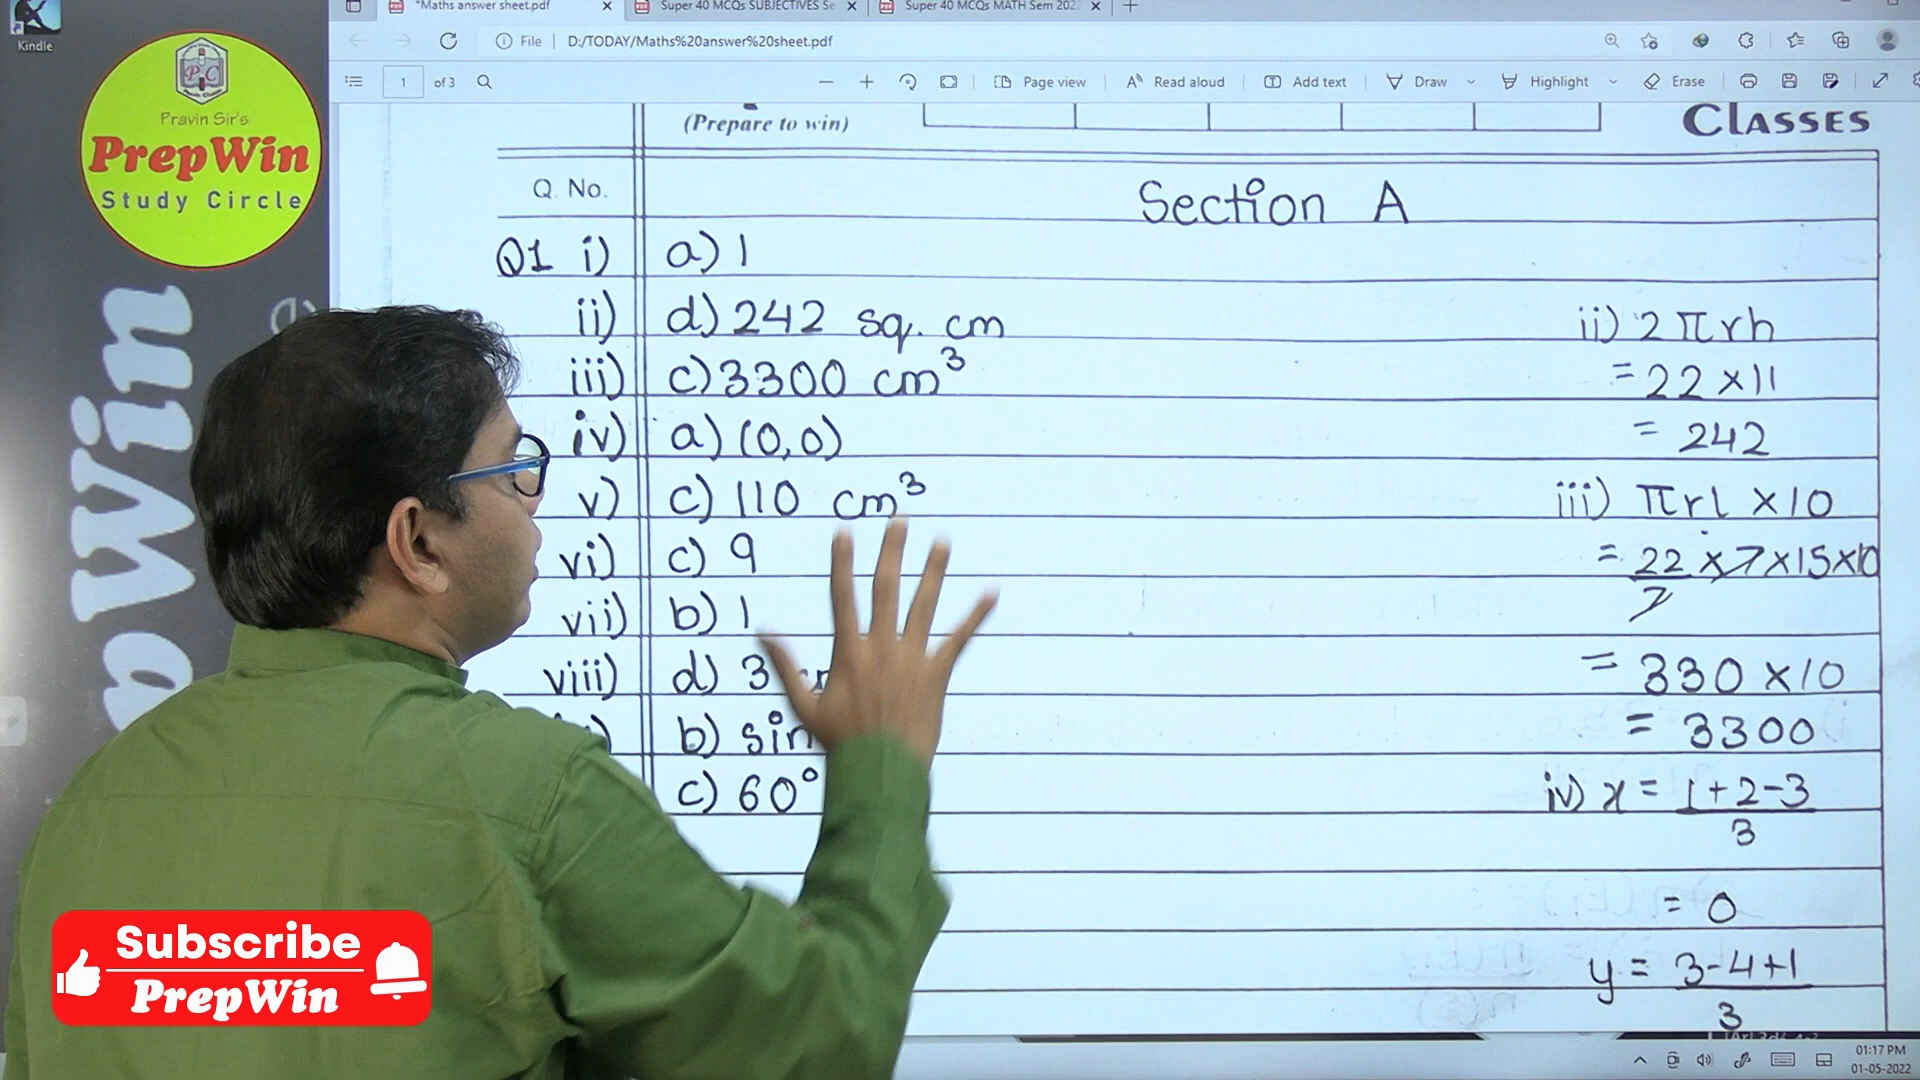 Kindle
*Maths answer sheet.pdf
Super 40 MCQs SUBJECTIVES Se
Super 40 MCQs MATH Sem 202
File D:/TODAY/Maths%20answer%20sheet.pdf
1 of 3
Page view
Read aloud
Add text
Draw
Highlight
Erase
Pravin Sir's
PrepWin
Study Circle
(Prepare to win)
CLASSES
Q. No.
Section A
Q1 i) a) 1
ii) d) 242 sq. cm
iii) c) 3300 cm³
iv) a) (0,0)
v) c) 110 cm³
vi) c) 9
vii) b) 1
viii) d) 3
b) sin
c) 60°
ii) 2πrh
= 22 × 11
= 242
iii) πrl × 10
= 22 × 7 × 15 × 10
7
= 330 × 10
= 3300
iv) x = 1+2-3
3
= 0
y = 3-4+1
3
Win
Subscribe
PrepWin
01:17 PM
01-05-2022